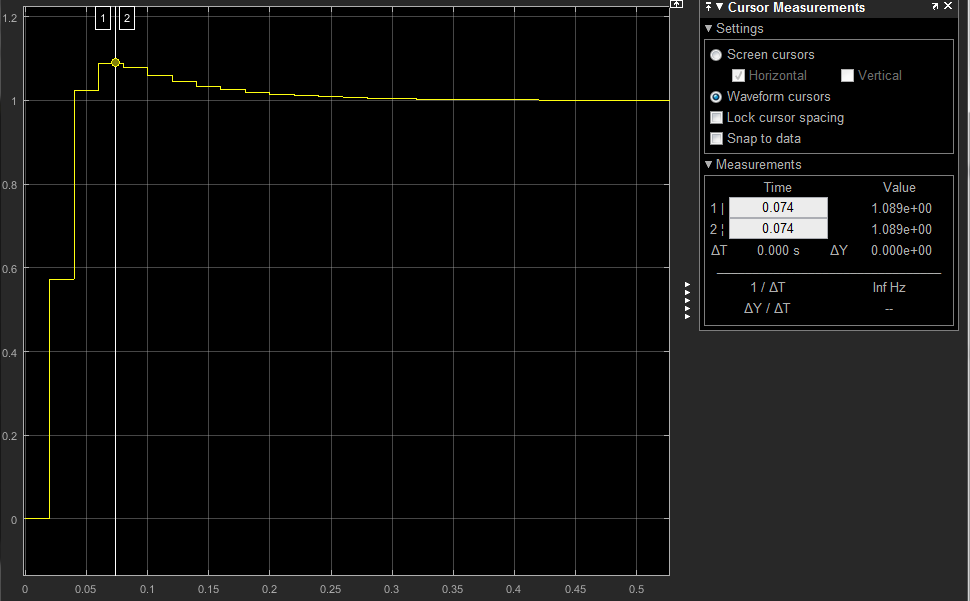 1 2
1.2
1
0.8
0.6
0.4
0.2
0
0 0.05 0.1 0.15 0.2 0.25 0.3 0.35 0.4 0.45 0.5
Cursor Measurements
Settings
Screen cursors
Horizontal Vertical
Waveform cursors
Lock cursor spacing
Snap to data
Measurements
Time Value
1 | 0.074 1.089e+00
2 ¦ 0.074 1.089e+00
ΔT 0.000 s ΔY 0.000e+00
1 / ΔT Inf Hz
ΔY / ΔT --